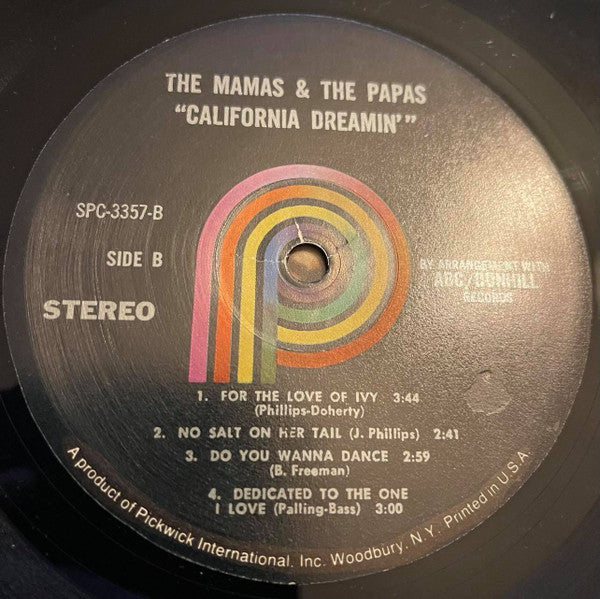 THE MAMAS & THE PAPAS
"CALIFORNIA DREAMIN'"
SPC-3357-B
SIDE B
STEREO
BY ARRANGEMENT WITH
ABC/DUNHILL
RECORDS
1. FOR THE LOVE OF IVY 3:44
(Phillips-Doherty)
2. NO SALT ON HER TAIL (J. Phillips) 2:41
3. DO YOU WANNA DANCE 2:59
(B. Freeman)
4. DEDICATED TO THE ONE
I LOVE (Palling-Bass) 3:00
A product of Pickwick International, Inc. Woodbury, N.Y. Printed in U.S.A.